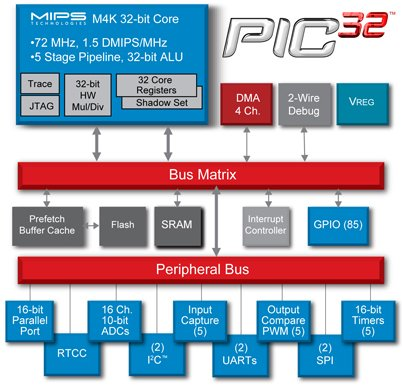 MIPS
TECHNOLOGIES
M4K 32-bit Core
•72 MHz, 1.5 DMIPS/MHz
•5 Stage Pipeline, 32-bit ALU
Trace
JTAG
32-bit
HW
Mul/Div
32 Core
Registers
Shadow Set
PIC32™
DMA
4 Ch.
2-Wire
Debug
VREG
Bus Matrix
Prefetch
Buffer Cache
Flash
SRAM
Interrupt
Controller
GPIO (85)
Peripheral Bus
16-bit
Parallel
Port
RTCC
16 Ch.
10-bit
ADCs
(2)
I²C™
Input
Capture
(5)
(2)
UARTs
Output
Compare
PWM (5)
(2)
SPI
16-bit
Timers
(5)